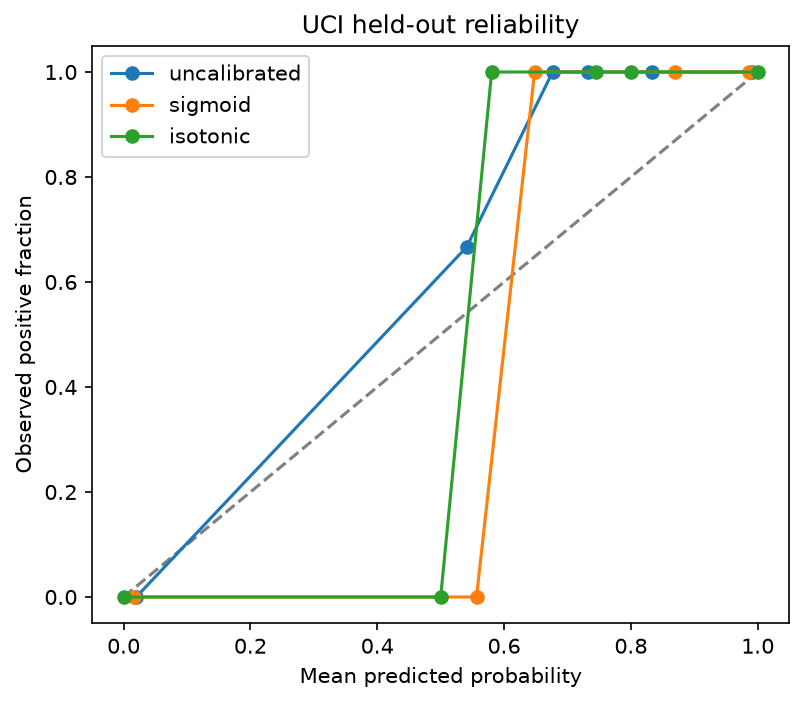 UCI held-out reliability
uncalibrated
sigmoid
isotonic
Observed positive fraction
1.0
0.8
0.6
0.4
0.2
0.0
0.0 0.2 0.4 0.6 0.8 1.0
Mean predicted probability